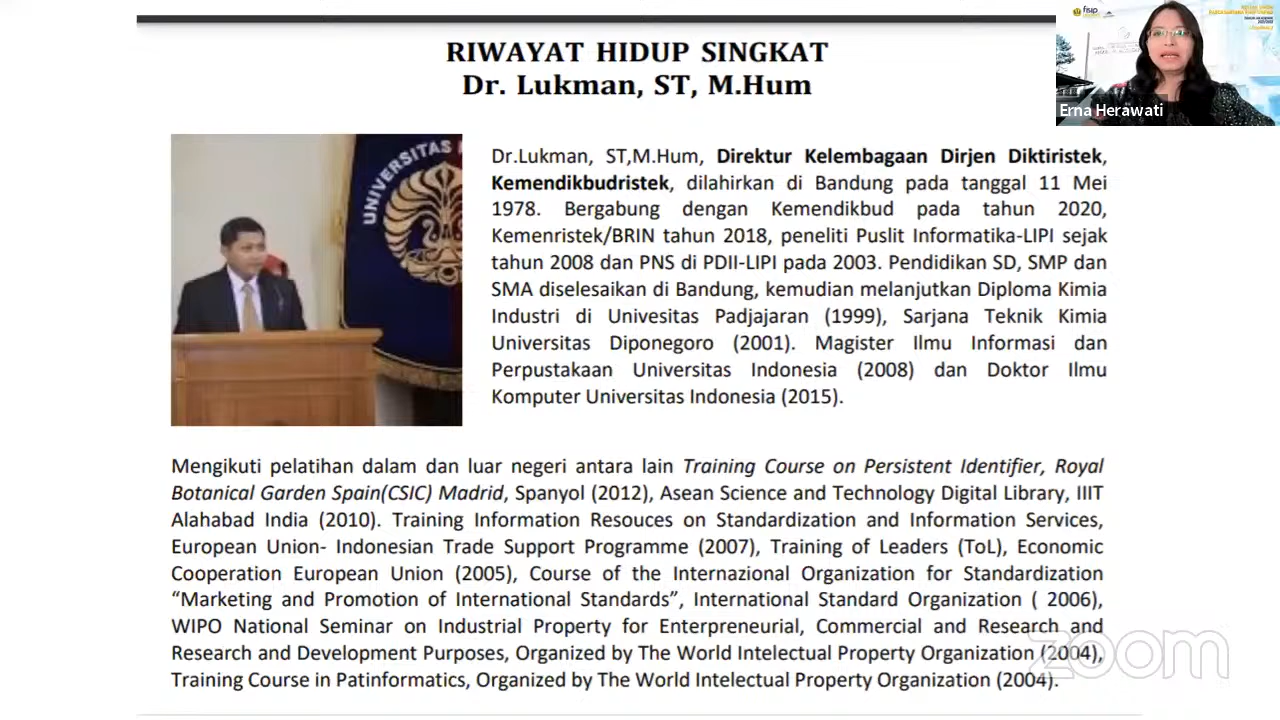 RIWAYAT HIDUP SINGKAT
Dr. Lukman, ST, M.Hum
fisip
Erna Herawati
UNIVERSITAS
Dr.Lukman, ST,M.Hum, Direktur Kelembagaan Dirjen Diktiristek,
Kemendikbudristek, dilahirkan di Bandung pada tanggal 11 Mei
1978. Bergabung dengan Kemendikbud pada tahun 2020,
Kemenristek/BRIN tahun 2018, peneliti Puslit Informatika-LIPI sejak
tahun 2008 dan PNS di PDII-LIPI pada 2003. Pendidikan SD, SMP dan
SMA diselesaikan di Bandung, kemudian melanjutkan Diploma Kimia
Industri di Univesitas Padjajaran (1999), Sarjana Teknik Kimia
Universitas Diponegoro (2001). Magister Ilmu Informasi dan
Perpustakaan Universitas Indonesia (2008) dan Doktor Ilmu
Komputer Universitas Indonesia (2015).
Mengikuti pelatihan dalam dan luar negeri antara lain Training Course on Persistent Identifier, Royal
Botanical Garden Spain(CSIC) Madrid, Spanyol (2012), Asean Science and Technology Digital Library, IIIT
Alahabad India (2010). Training Information Resouces on Standardization and Information Services,
European Union- Indonesian Trade Support Programme (2007), Training of Leaders (ToL), Economic
Cooperation European Union (2005), Course of the Internazional Organization for Standardization
“Marketing and Promotion of International Standards”, International Standard Organization ( 2006),
WIPO National Seminar on Industrial Property for Enterpreneurial, Commercial and Research and
Research and Development Purposes, Organized by The World Intelectual Property Organization (2004),
Training Course in Patinformatics, Organized by The World Intelectual Property Organization (2004).
zoom